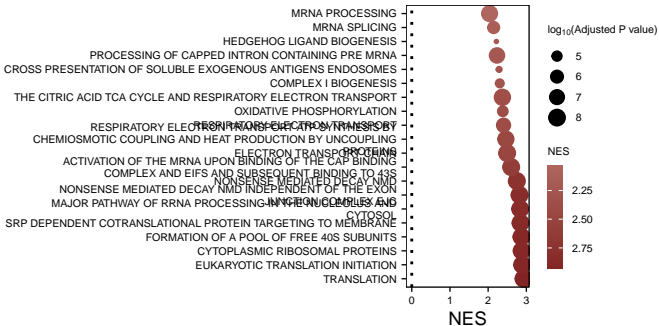 MRNA PROCESSING
MRNA SPLICING
HEDGEHOG LIGAND BIOGENESIS
PROCESSING OF CAPPED INTRON CONTAINING PRE MRNA
CROSS PRESENTATION OF SOLUBLE EXOGENOUS ANTIGENS ENDOSOMES
COMPLEX I BIOGENESIS
THE CITRIC ACID TCA CYCLE AND RESPIRATORY ELECTRON TRANSPORT
OXIDATIVE PHOSPHORYLATION
RESPIRATORY ELECTRON TRANSPORT
RESPIRATORY ELECTRON TRANSPORT ATP SYNTHESIS BY
CHEMIOSMOTIC COUPLING AND HEAT PRODUCTION BY UNCOUPLING
PROTEINS
ELECTRON TRANSPORT CHAIN
ACTIVATION OF THE MRNA UPON BINDING OF THE CAP BINDING
COMPLEX AND EIFS AND SUBSEQUENT BINDING TO 43S
NONSENSE MEDIATED DECAY NMD
NONSENSE MEDIATED DECAY NMD INDEPENDENT OF THE EXON
JUNCTION COMPLEX EJC
MAJOR PATHWAY OF RRNA PROCESSING IN THE NUCLEOLUS AND
CYTOSOL
SRP DEPENDENT COTRANSLATIONAL PROTEIN TARGETING TO MEMBRANE
FORMATION OF A POOL OF FREE 40S SUBUNITS
CYTOPLASMIC RIBOSOMAL PROTEINS
EUKARYOTIC TRANSLATION INITIATION
TRANSLATION
0 1 2 3
NES
log10(Adjusted P value)
5
6
7
8
NES
2.25
2.50
2.75